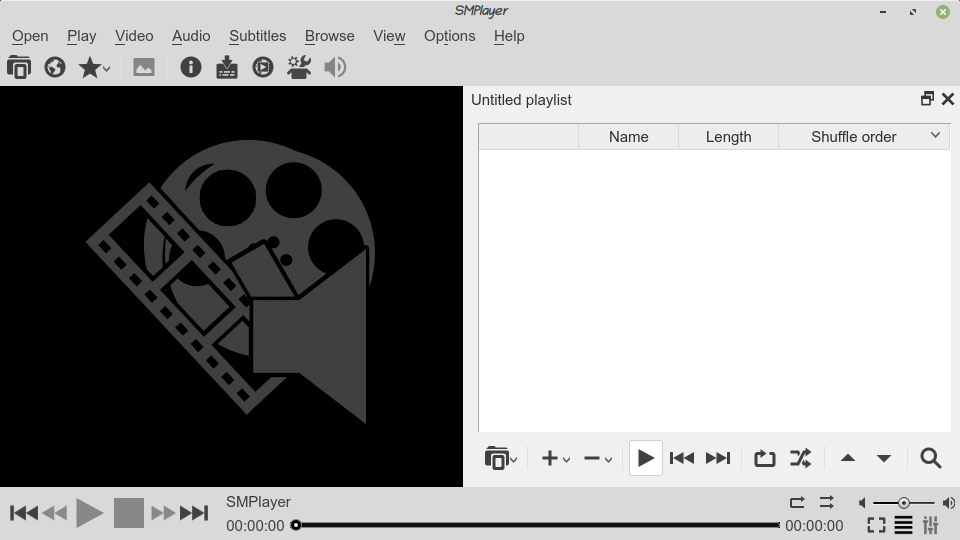 SMPlayer
Open Play Video Audio Subtitles Browse View Options Help
Untitled playlist
Name Length Shuffle order
SMPlayer
00:00:00 00:00:00